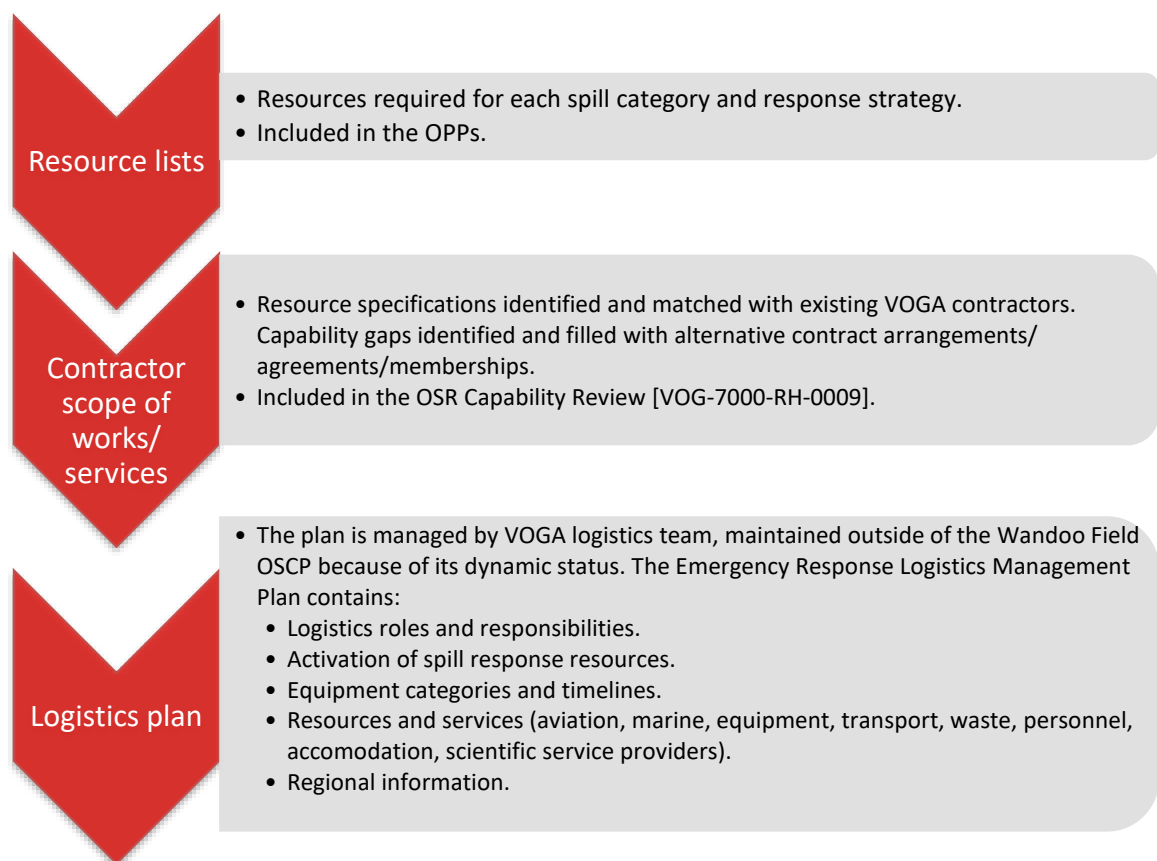 Resource lists
• Resources required for each spill category and response strategy.
• Included in the OPPs.
Contractor
scope of
works/
services
• Resource specifications identified and matched with existing VOGA contractors.
Capability gaps identified and filled with alternative contract arrangements/
agreements/memberships.
• Included in the OSR Capability Review [VOG-7000-RH-0009].
Logistics plan
• The plan is managed by VOGA logistics team, maintained outside of the Wandoo Field
OSCP because of its dynamic status. The Emergency Response Logistics Management
Plan contains:
• Logistics roles and responsibilities.
• Activation of spill response resources.
• Equipment categories and timelines.
• Resources and services (aviation, marine, equipment, transport, waste, personnel,
accomodation, scientific service providers).
• Regional information.